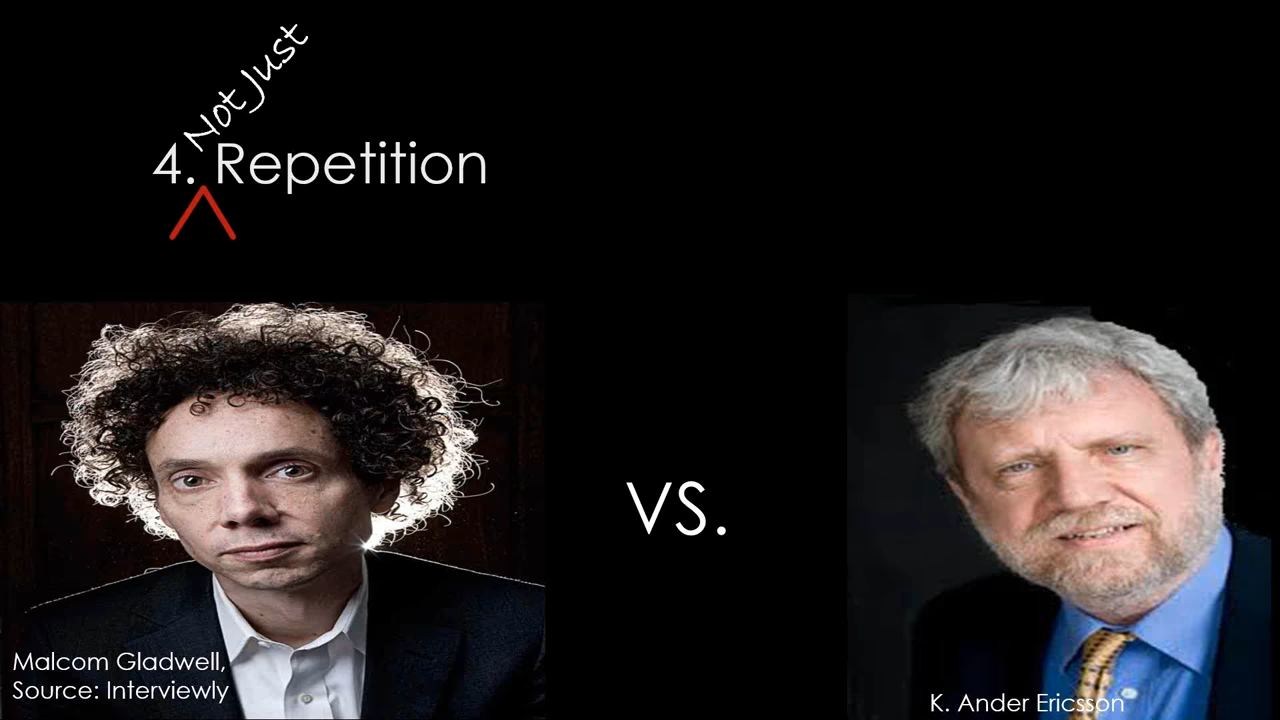 Not Just
4. Repetition
VS.
Malcom Gladwell,
Source: Interviewly
K. Ander Ericsson